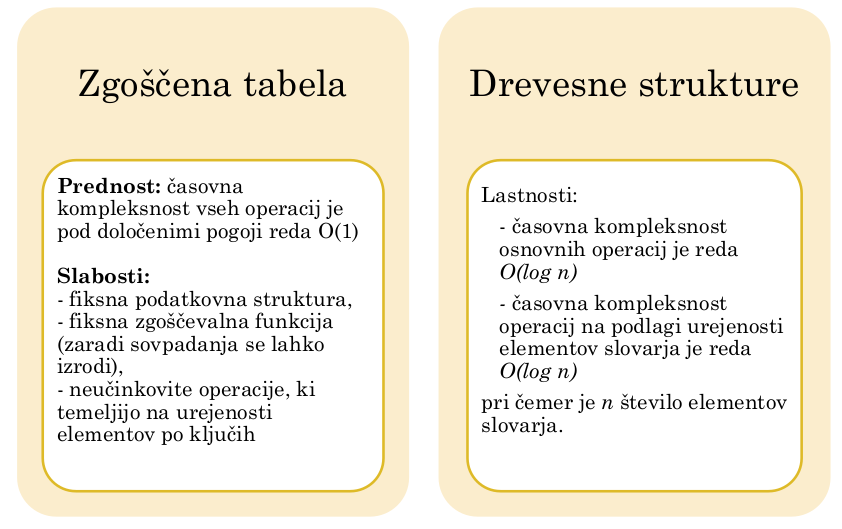 Zgoščena tabela
Prednost: časovna
kompleksnost vseh operacij je
pod določenimi pogoji reda O(1)
Slabosti:
- fiksna podatkovna struktura,
- fiksna zgoščevalna funkcija
(zaradi sovpadanja se lahko
izrodi),
- neučinkovite operacije, ki
temeljijo na urejenosti
elementov po ključih
Drevesne strukture
Lastnosti:
- časovna kompleksnost
osnovnih operacij je reda
O(log n)
- časovna kompleksnost
operacij na podlagi urejenosti
elementov slovarja je reda
O(log n)
pri čemer je n število elementov
slovarja.